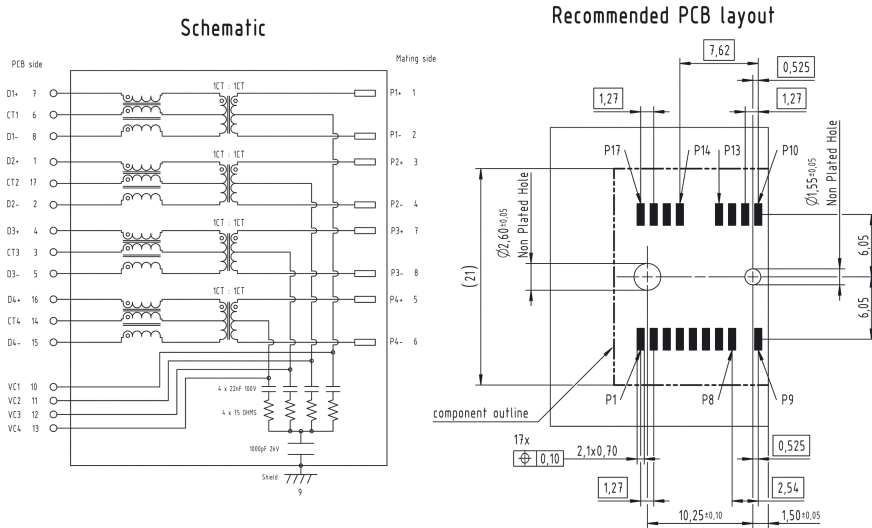 Schematic
PCB side
Mating side
D1+ 7
CT1 6
D1- 8
D2+ 1
CT2 17
D2- 2
D3+ 4
CT3 3
D3- 5
D4+ 16
CT4 14
D4- 15
VC1 10
VC2 11
VC3 12
VC4 13
1CT : 1CT
1CT : 1CT
1CT : 1CT
1CT : 1CT
P1+ 1
P1- 2
P2+ 3
P2- 4
P3+ 7
P3- 8
P4+ 5
P4- 6
4 x 22nF 100V
4 x 75 OHMS
1000pF 2kV
Shield
9
Recommended PCB layout
7,62
0,525
1,27
1,27
P17
P14
P13
P10
Ø2,60±0,05
Non Plated Hole
Ø1,55±0,05
Non Plated Hole
(21)
6,05
6,05
P1
P8
P9
component outline
17x
⌖ 0,10
2,1x0,70
0,525
1,27
2,54
10,25±0,10
1,50±0,05